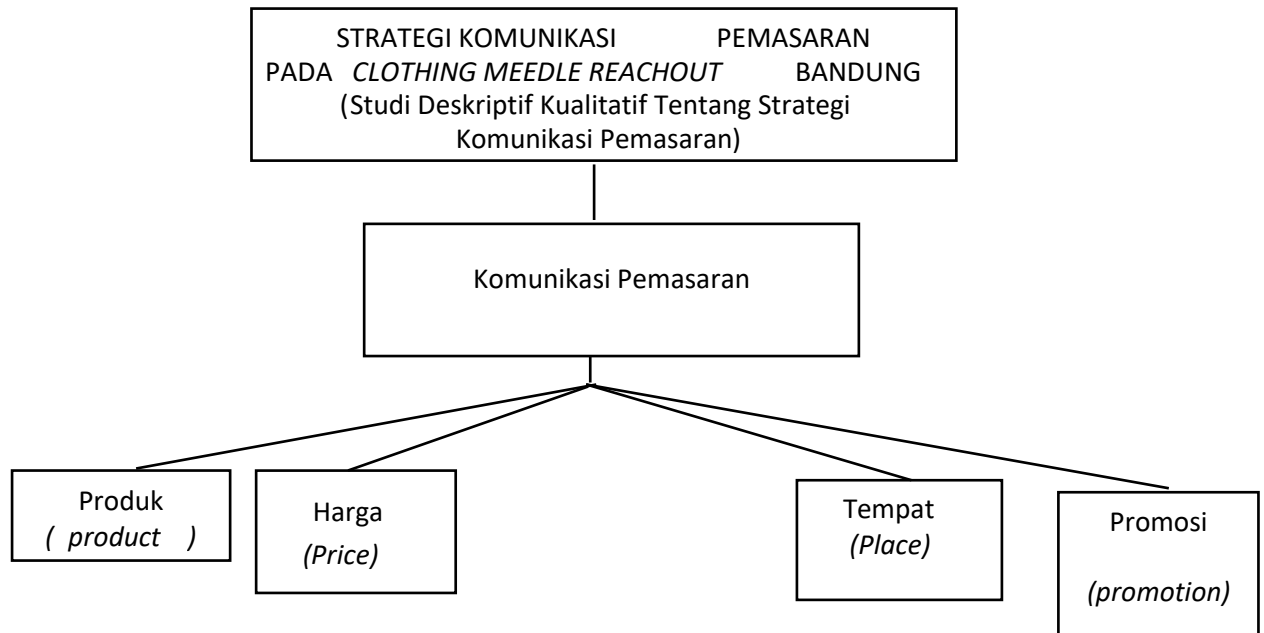 STRATEGI KOMUNIKASI PEMASARAN
PADA CLOTHING MEEDLE REACHOUT BANDUNG
(Studi Deskriptif Kualitatif Tentang Strategi
Komunikasi Pemasaran)
Komunikasi Pemasaran
Produk
( product )
Harga
(Price)
Tempat
(Place)
Promosi
(promotion)